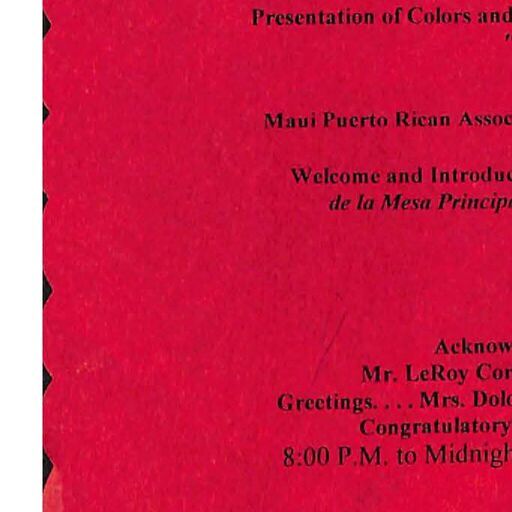 Presentation of Colors and
Maui Puerto Rican Assoc
Welcome and Introduc
de la Mesa Princip
Acknow
Mr. LeRoy Cor
Greetings. . . . Mrs. Dolo
Congratulatory
8:00 P.M. to Midnigh